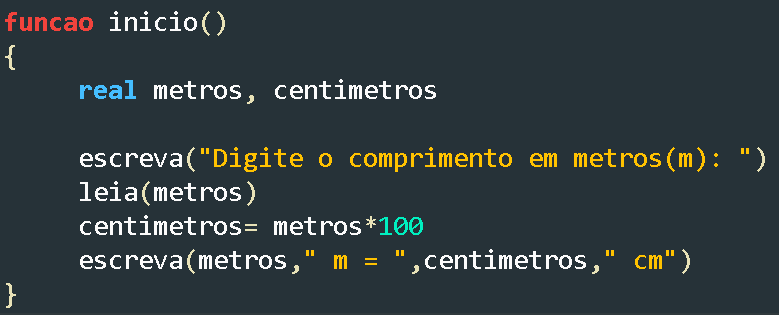 funcao inicio()
{
real metros, centimetros
escreva("Digite o comprimento em metros(m): ")
leia(metros)
centimetros= metros*100
escreva(metros," m = ",centimetros," cm")
}